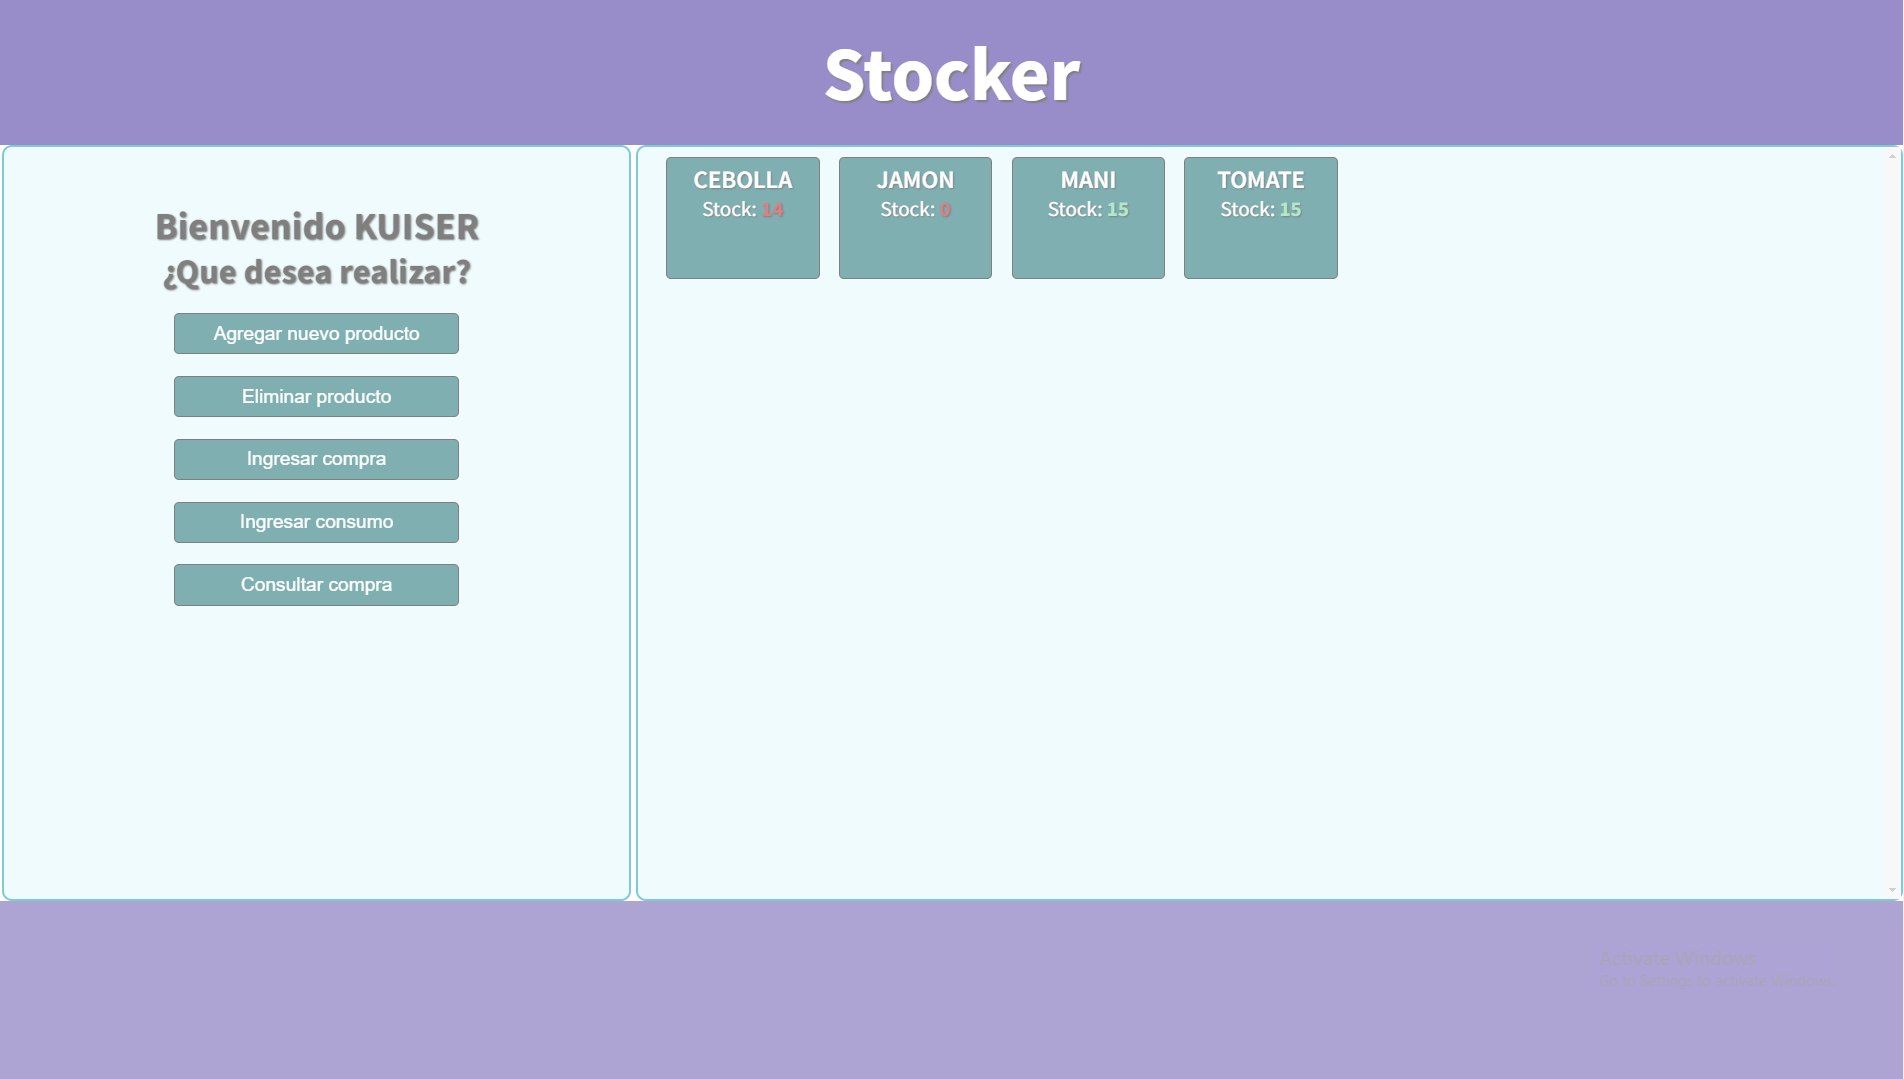 Stocker
Bienvenido KUISER
¿Que desea realizar?
Agregar nuevo producto
Eliminar producto
Ingresar compra
Ingresar consumo
Consultar compra
CEBOLLA
Stock: 14
JAMON
Stock: 0
MANI
Stock: 15
TOMATE
Stock: 15
Activate Windows
Go to Settings to activate Windows.